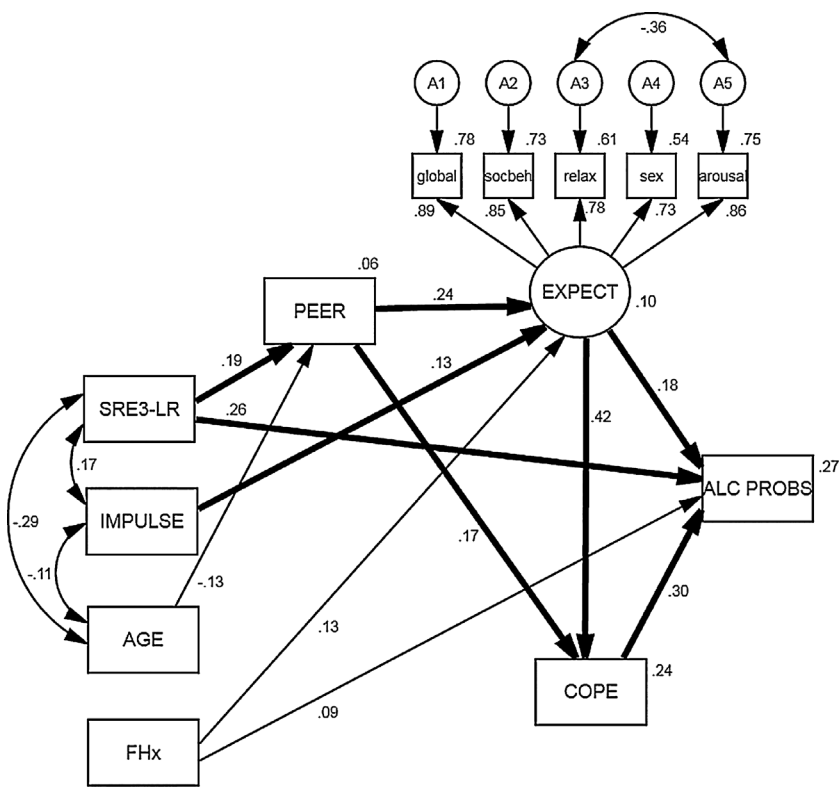 -.36
A1 A2 A3 A4 A5
.78 .73 .61 .54 .75
global socbeh relax sex arousal
.89 .85 .78 .73 .86
.06
EXPECT
.10
PEER
.24
.19
.13
.18
SRE3-LR
.26
.42
.17
.27
ALC PROBS
IMPULSE
-.29
.17
-.11
-.13
.30
AGE
.13
.24
COPE
.09
FHx